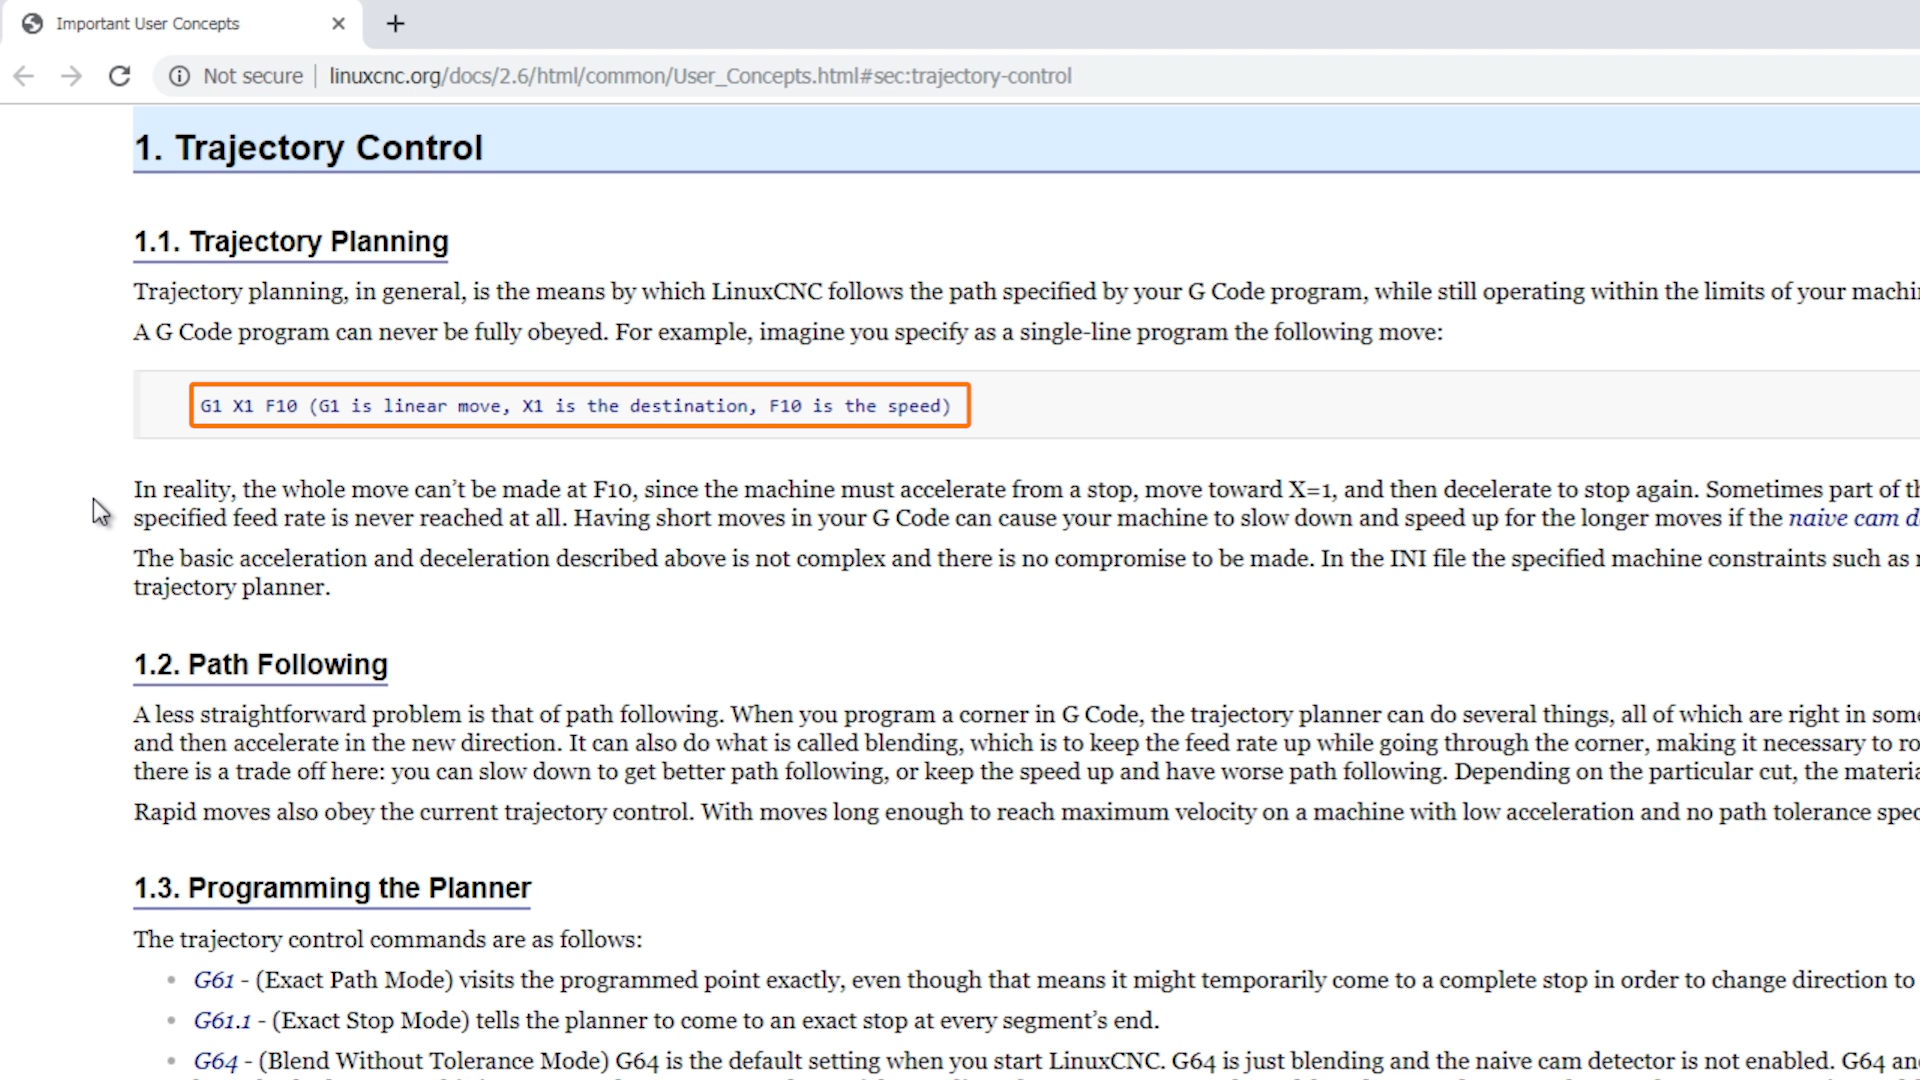 Important User Concepts
Not secure
linuxcnc.org/docs/2.6/html/common/User_Concepts.html#sec:trajectory-control
1. Trajectory Control
1.1. Trajectory Planning
Trajectory planning, in general, is the means by which LinuxCNC follows the path specified by your G Code program, while still operating within the limits of your
A G Code program can never be fully obeyed. For example, imagine you specify as a single-line program the following move:
G1 X1 F10 (G1 is linear move, X1 is the destination, F10 is the speed)
In reality, the whole move can’t be made at F10, since the machine must accelerate from a stop, move toward X=1, and then decelerate to stop again. Sometimes part of
specified feed rate is never reached at all. Having short moves in your G Code can cause your machine to slow down and speed up for the longer moves if the naive cam
The basic acceleration and deceleration described above is not complex and there is no compromise to be made. In the INI file the specified machine constraints such as
trajectory planner.
1.2. Path Following
A less straightforward problem is that of path following. When you program a corner in G Code, the trajectory planner can do several things, all of which are right in
and then accelerate in the new direction. It can also do what is called blending, which is to keep the feed rate up while going through the corner, making it necessary to
there is a trade off here: you can slow down to get better path following, or keep the speed up and have worse path following. Depending on the particular cut, the
Rapid moves also obey the current trajectory control. With moves long enough to reach maximum velocity on a machine with low acceleration and no path tolerance
1.3. Programming the Planner
The trajectory control commands are as follows:
G61 - (Exact Path Mode) visits the programmed point exactly, even though that means it might temporarily come to a complete stop in order to change direction to
G61.1 - (Exact Stop Mode) tells the planner to come to an exact stop at every segment’s end.
G64 - (Blend Without Tolerance Mode) G64 is the default setting when you start LinuxCNC. G64 is just blending and the naive cam detector is not enabled. G64